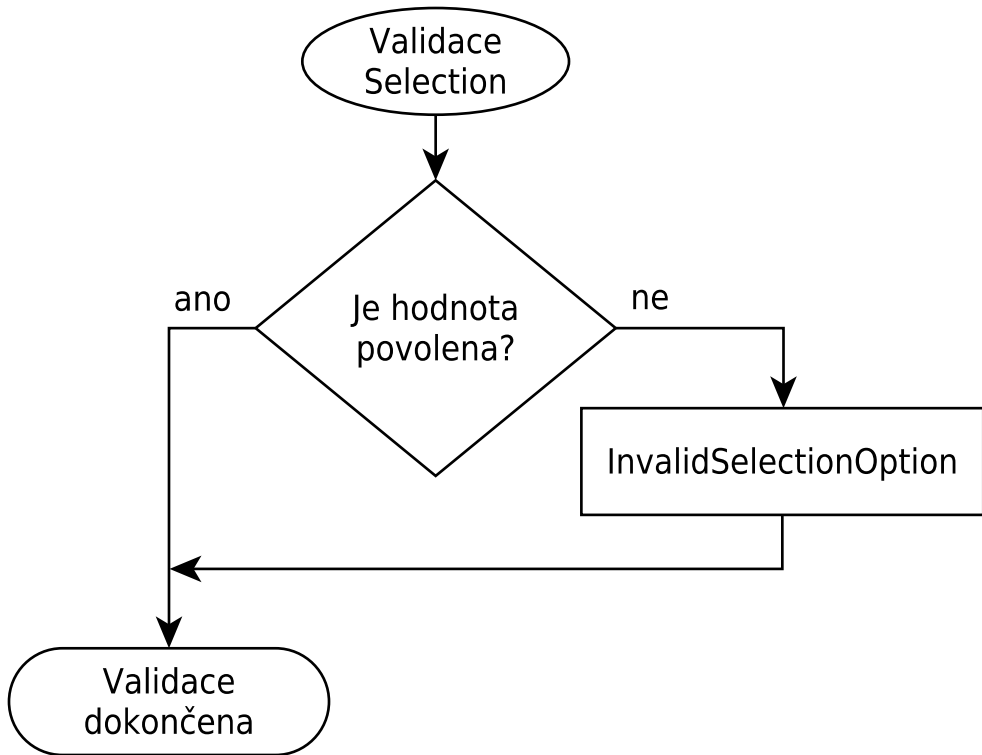 Validace
Selection
ano
ne
Je hodnota
povolena?
InvalidSelectionOption
Validace
dokončena